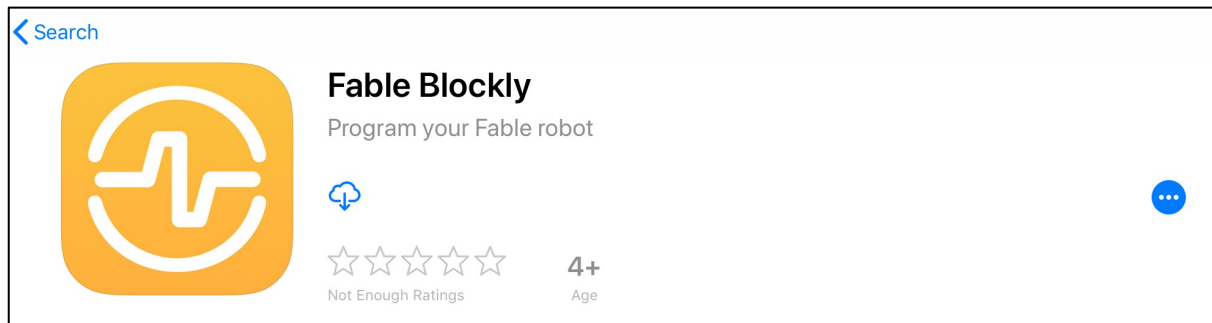 Search
Fable Blockly
Program your Fable robot
4+
Not Enough Ratings
Age